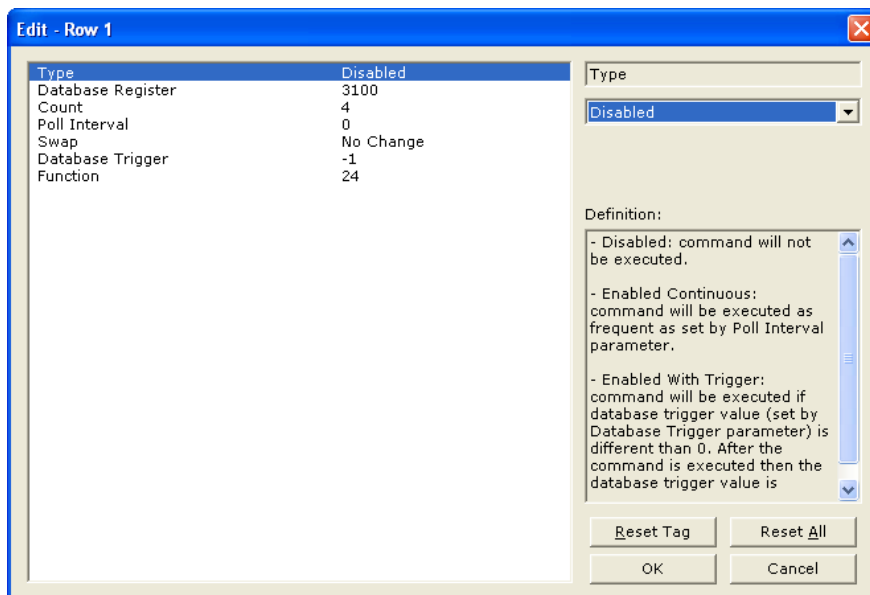 Edit - Row 1
Type Disabled
Database Register 3100
Count 4
Poll Interval 0
Swap No Change
Database Trigger -1
Function 24
Type
Disabled
Definition:
- Disabled: command will not
be executed.
- Enabled Continuous:
command will be executed as
frequent as set by Poll Interval
parameter.
- Enabled With Trigger:
command will be executed if
database trigger value (set by
Database Trigger parameter) is
different than 0. After the
command is executed then the
database trigger value is
Reset Tag Reset All
OK Cancel